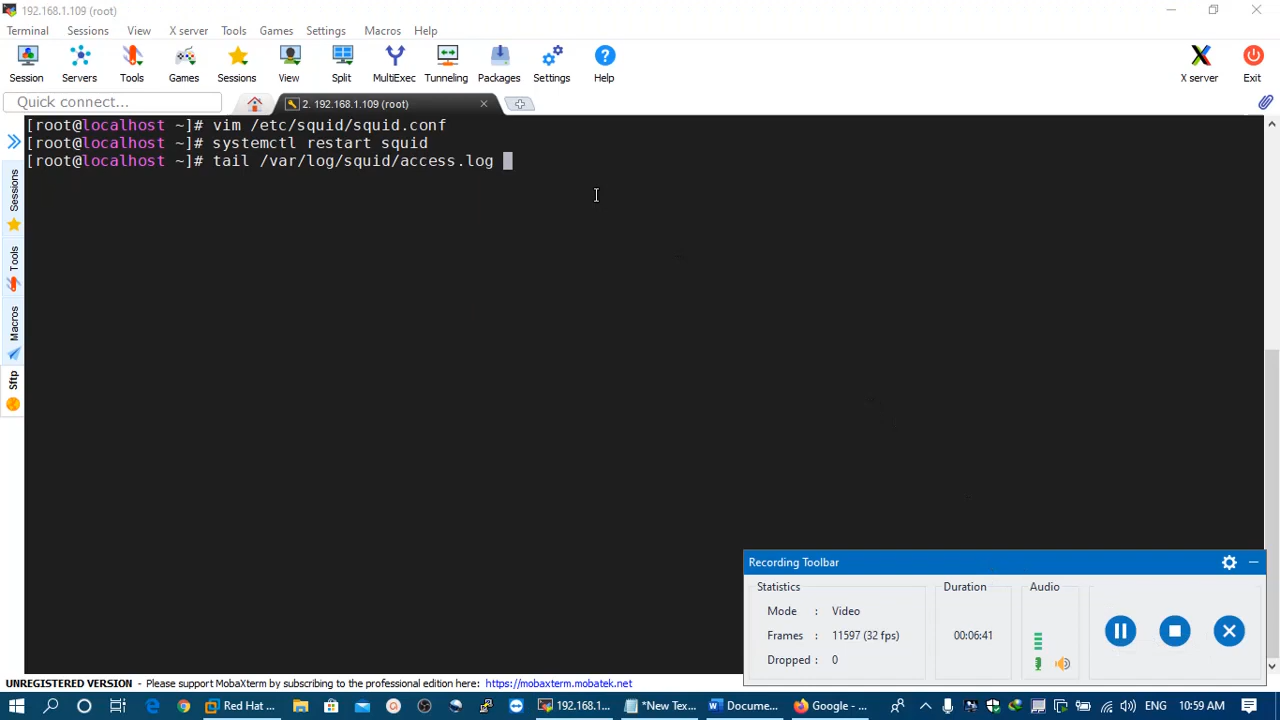 192.168.1.109 (root)
Terminal Sessions View X server Tools Games Settings Macros Help
Session Servers Tools Games Sessions View Split MultiExec Tunneling Packages Settings Help X server Exit
Quick connect...
2. 192.168.1.109 (root)
[root@localhost ~]# vim /etc/squid/squid.conf
[root@localhost ~]# systemctl restart squid
[root@localhost ~]# tail /var/log/squid/access.log
Sessions
Tools
Macros
Sftp
Recording Toolbar
Statistics Duration Audio
Mode : Video
Frames : 11597 (32 fps)
00:06:41
Dropped : 0
UNREGISTERED VERSION - Please support MobaXterm by subscribing to the professional edition here: https://mobaxterm.mobatek.net
Red Hat ... 192.168.1... *New Tex... Docume... Google - ... ENG 10:59 AM